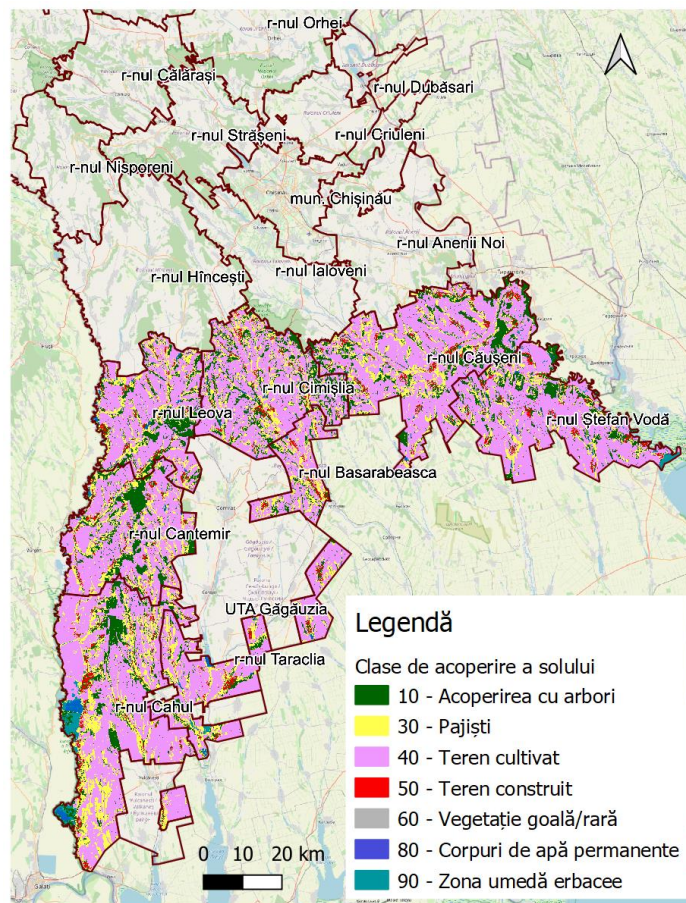 r-nul Orhei
r-nul Călărași
r-nul Dubăsari
r-nul Strășeni
r-nul Criuleni
r-nul Nisporeni
mun. Chișinău
r-nul Anenii Noi
r-nul Hîncești
r-nul Ialoveni
r-nul Căușeni
r-nul Cimișlia
r-nul Leova
r-nul Ștefan Vodă
r-nul Basarabeasca
r-nul Cantemir
UTA Găgăuzia
r-nul Taraclia
r-nul Cahul
Legendă
Clase de acoperire a solului
10 - Acoperirea cu arbori
30 - Pajiști
40 - Teren cultivat
50 - Teren construit
60 - Vegetație goală/rară
80 - Corpuri de apă permanente
90 - Zona umedă erbacee
0 10 20 km
Galați